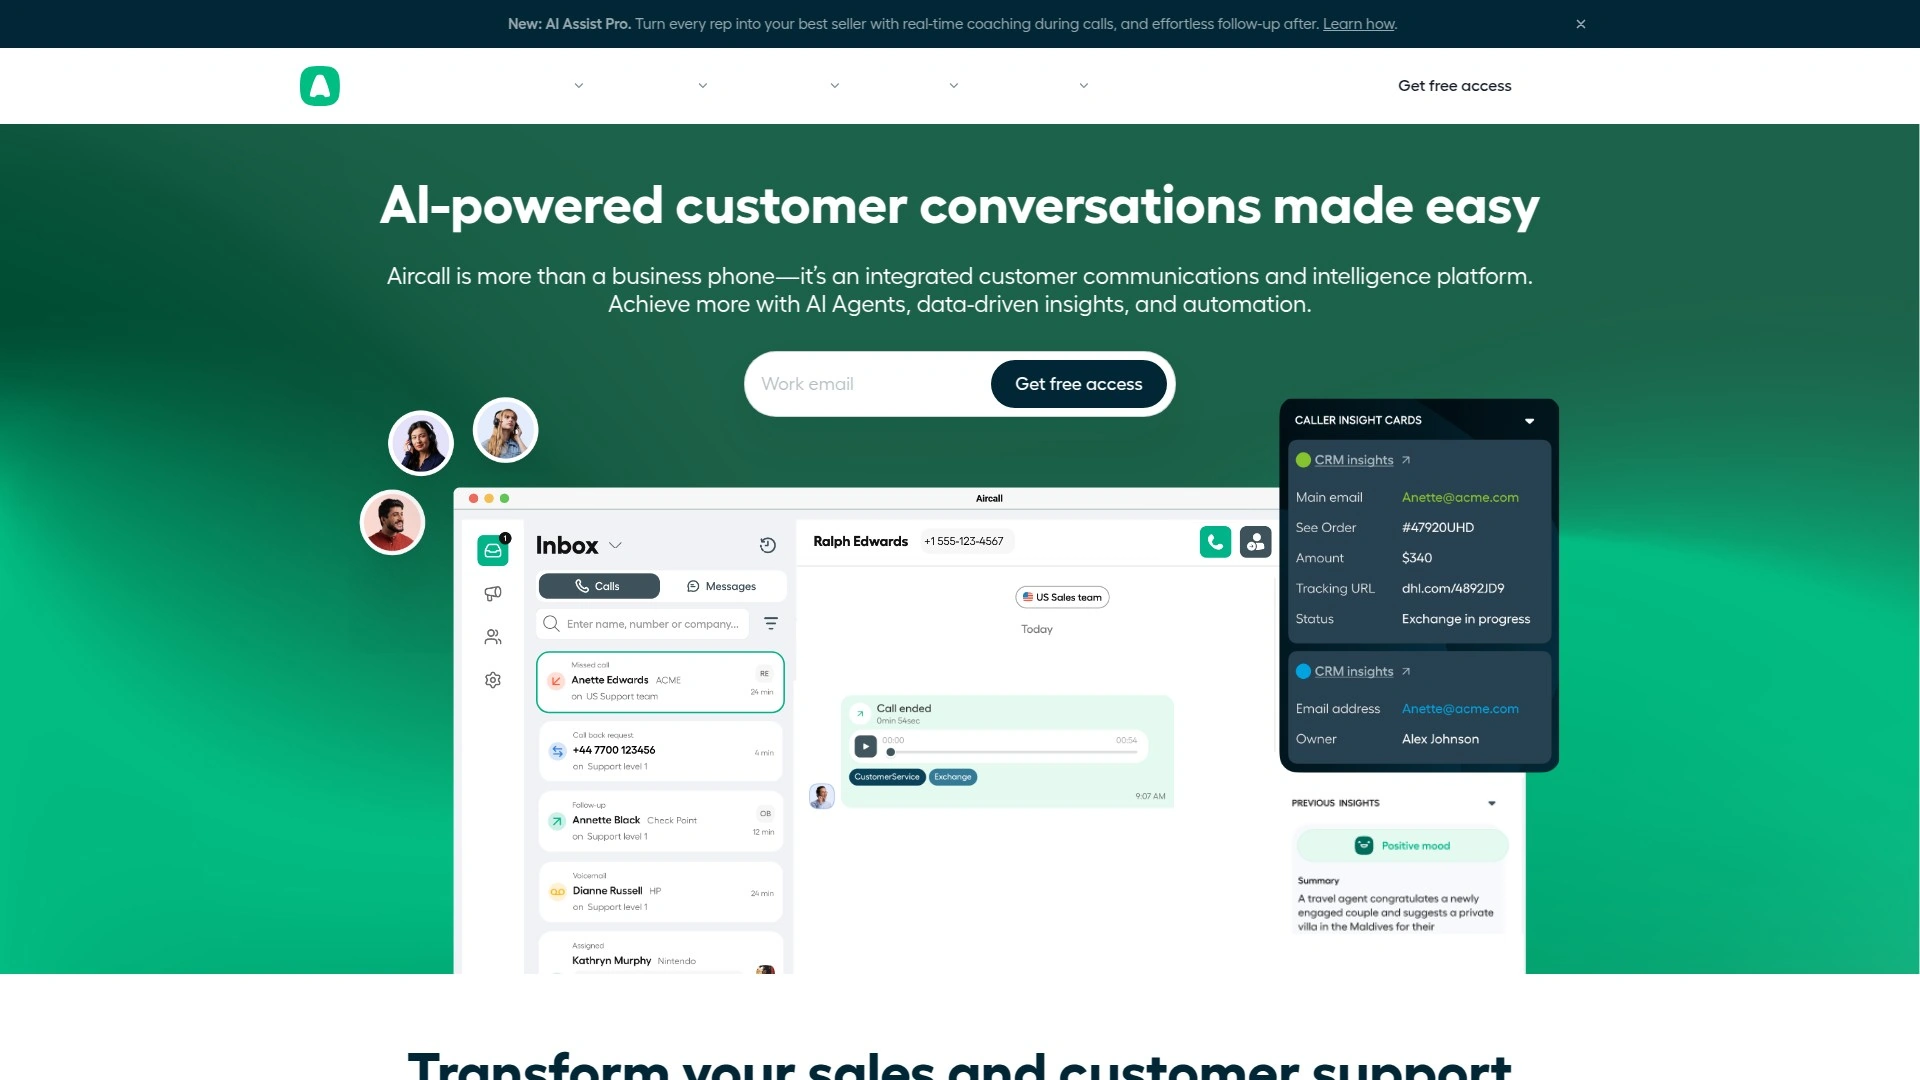 New: AI Assist Pro. Turn every rep into your best seller with real-time coaching during calls, and effortless follow-up after. Learn how.
Get free access
AI-powered customer conversations made easy
Aircall is more than a business phone—it's an integrated customer communications and intelligence platform.
Achieve more with AI Agents, data-driven insights, and automation.
Work email
Get free access
Aircall
1
Inbox
Calls
Messages
Enter name, number or company...
Missed call
Anette Edwards ACME
on US Support team
RE
24 min
Call back request
+44 7700 123456
on Support level 1
4 min
Follow-up
Annette Black Check Point
on Support level 1
OB
12 min
Voicemail
Dianne Russell HP
on Support level 1
24 min
Assigned
Kathryn Murphy Nintendo
Ralph Edwards +1 555-123-4567
US Sales team
Today
Call ended
0min 54sec
00:00
00:54
CustomerService
Exchange
9:07 AM
CALLER INSIGHT CARDS
CRM insights
Main email Anette@acme.com
See Order #47920UHD
Amount $340
Tracking URL dhl.com/4892JD9
Status Exchange in progress
CRM insights
Email address Anette@acme.com
Owner Alex Johnson
PREVIOUS INSIGHTS
Positive mood
Summary
A travel agent congratulates a newly
engaged couple and suggests a private
villa in the Maldives for their
Transform your sales and customer support